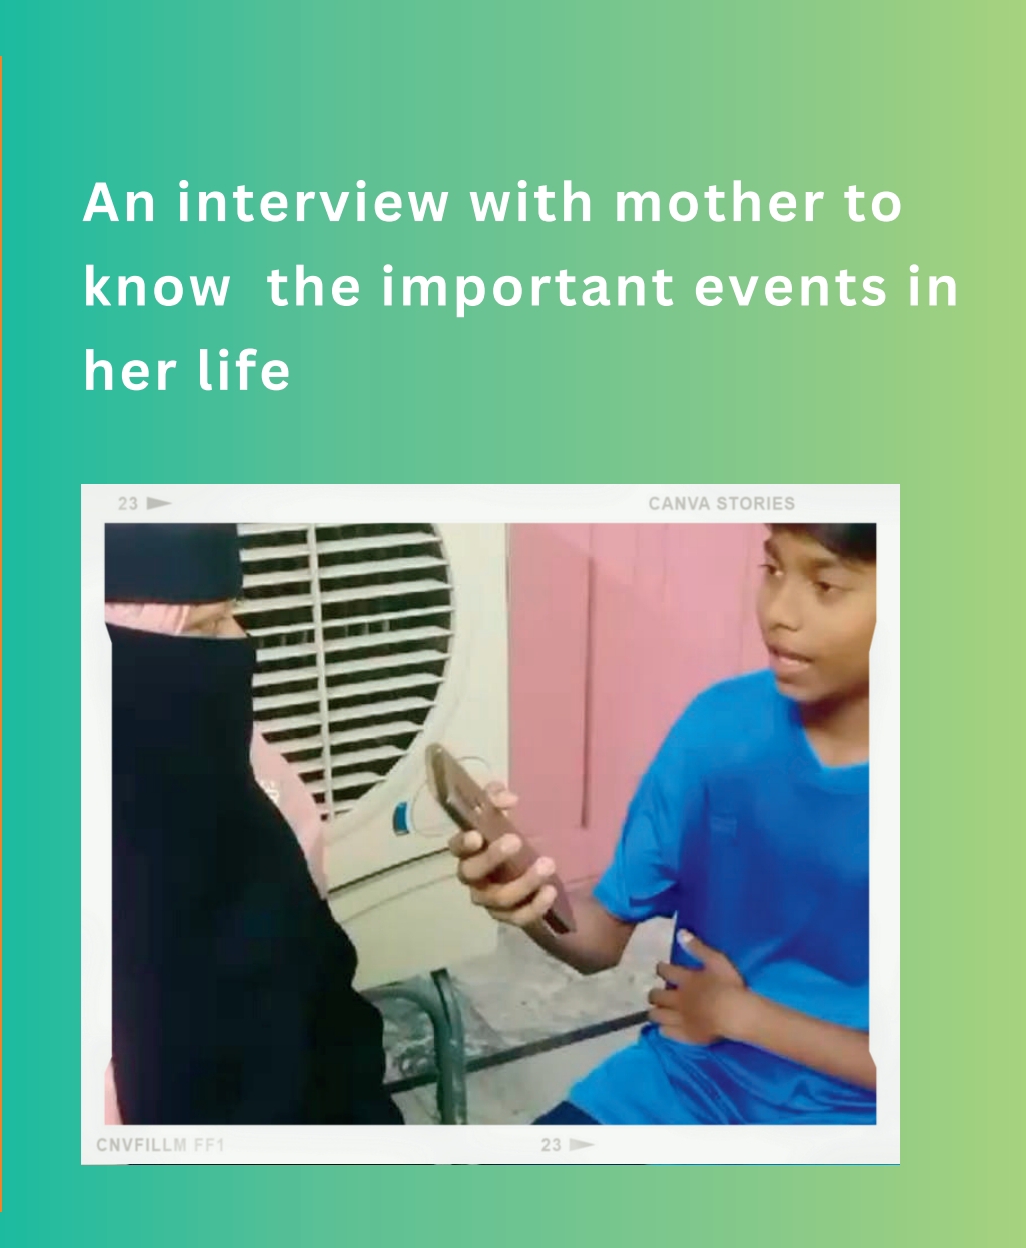 An interview with mother to
know  the important events in
her life
23
CANVA STORIES
CNVFILLM FF1
23